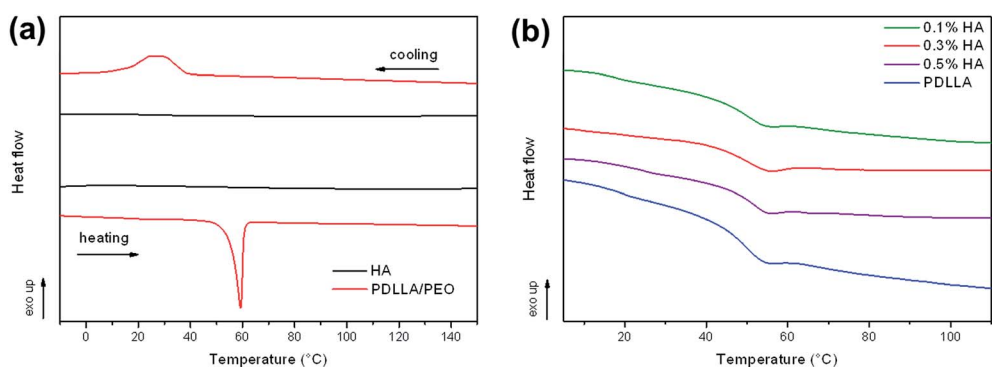 (a)
cooling
Heat flow
heating
HA
PDLLA/PEO
exo up
0 20 40 60 80 100 120 140
Temperature (°C)
(b)
0.1% HA
0.3% HA
0.5% HA
PDLLA
Heat flow
exo up
20 40 60 80 100
Temperature (°C)